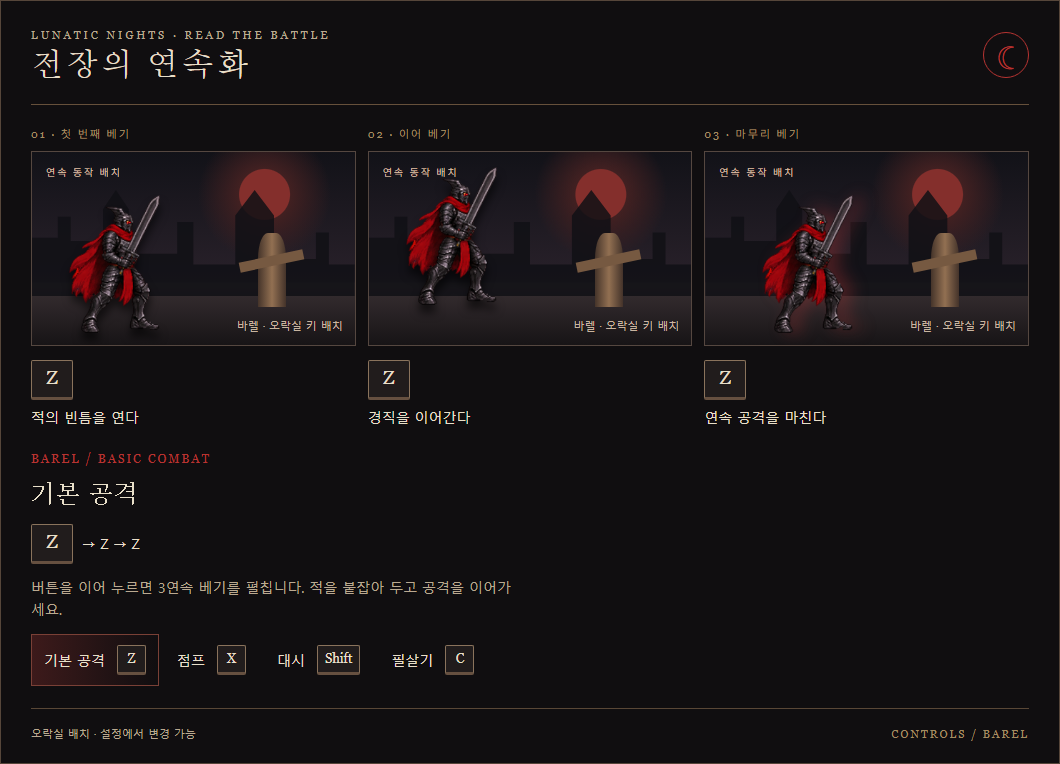 LUNATIC NIGHTS · READ THE BATTLE
전장의 연속화
01 · 첫 번째 베기
연속 동작 배치
바렐 · 오락실 키 배치
Z
적의 빈틈을 연다
02 · 이어 베기
연속 동작 배치
바렐 · 오락실 키 배치
Z
경직을 이어간다
03 · 마무리 베기
연속 동작 배치
바렐 · 오락실 키 배치
Z
연속 공격을 마친다
BAREL / BASIC COMBAT
기본 공격
Z → Z → Z
버튼을 이어 누르면 3연속 베기를 펼칩니다. 적을 붙잡아 두고 공격을 이어가
세요.
기본 공격 Z 점프 X 대시 Shift 필살기 C
오락실 배치 · 설정에서 변경 가능
CONTROLS / BAREL